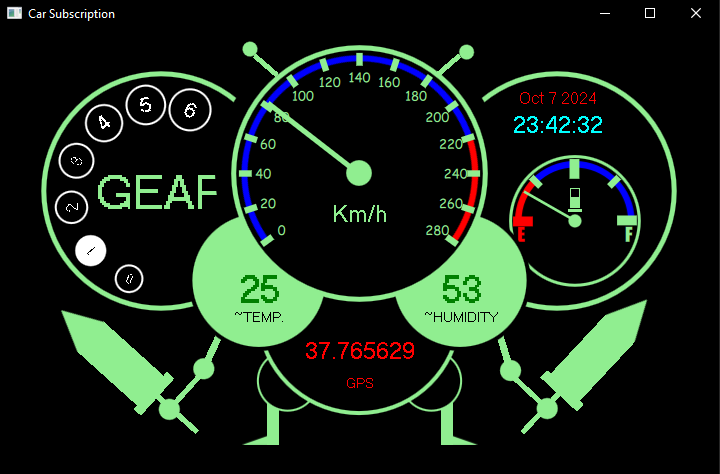 Car Subscription
6
5
4
3
2
1
0
GEAF
0
20
40
60
80
100
120
140
160
180
200
220
240
260
280
Km/h
Oct 7 2024
23:42:32
E
F
25
~TEMP.
53
~HUMIDITY
37.765629
GPS